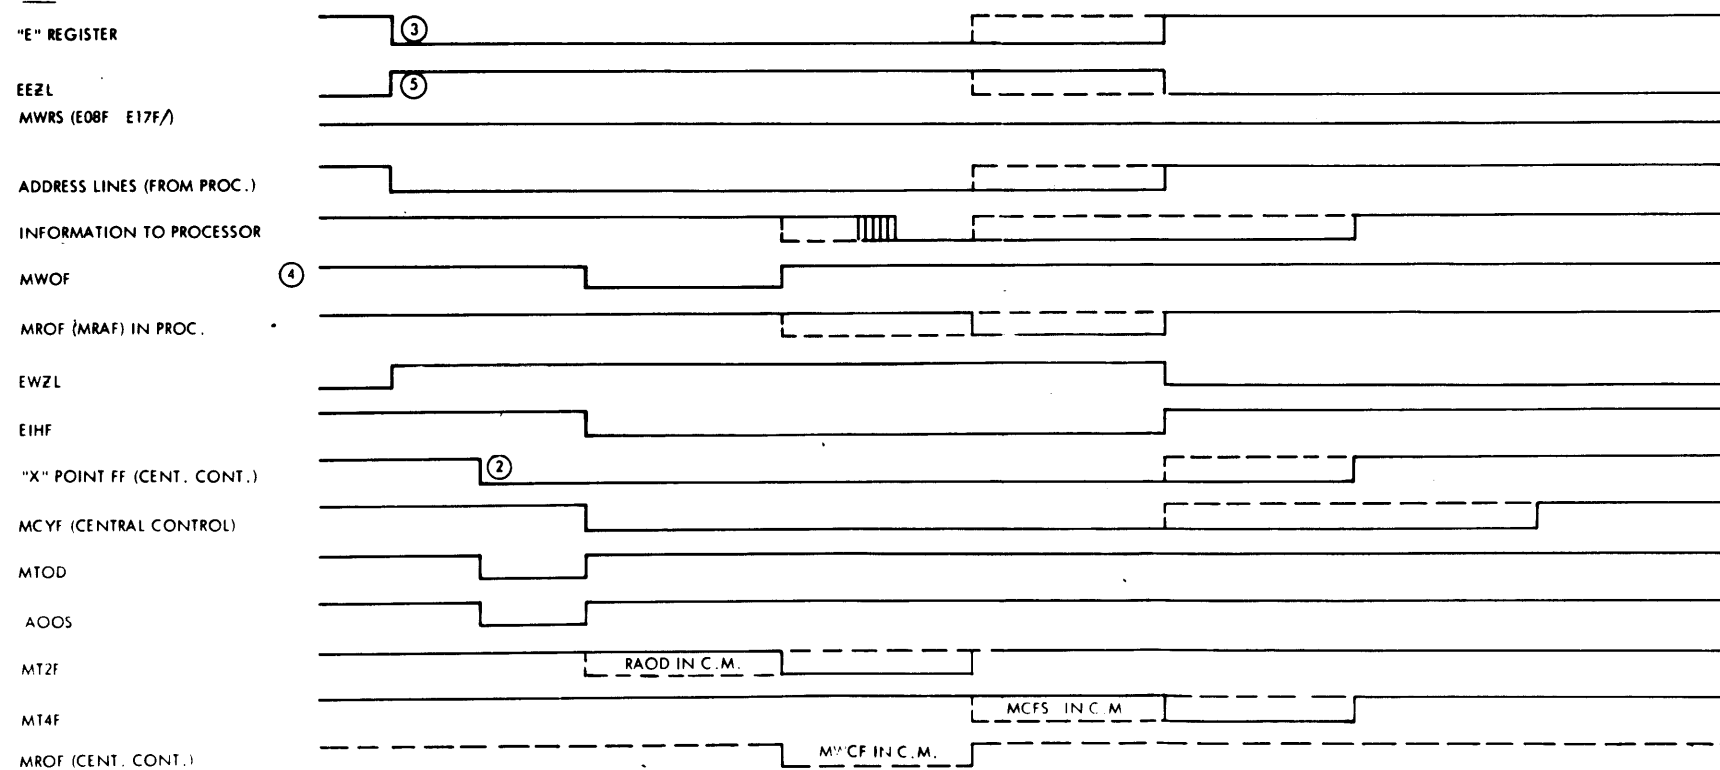 "E" REGISTER
③
EEZL
⑤
MWRS (E08F E17F/)
ADDRESS LINES (FROM PROC.)
INFORMATION TO PROCESSOR
MWOF
④
MROF (MRAF) IN PROC.
EWZL
EIHF
"X" POINT FF (CENT. CONT.)
②
MCYF (CENTRAL CONTROL)
MTOD
AOOS
MT2F
RAOD IN C.M.
MT4F
MCFS IN C.M
MROF (CENT. CONT.)
MWCF IN C.M.